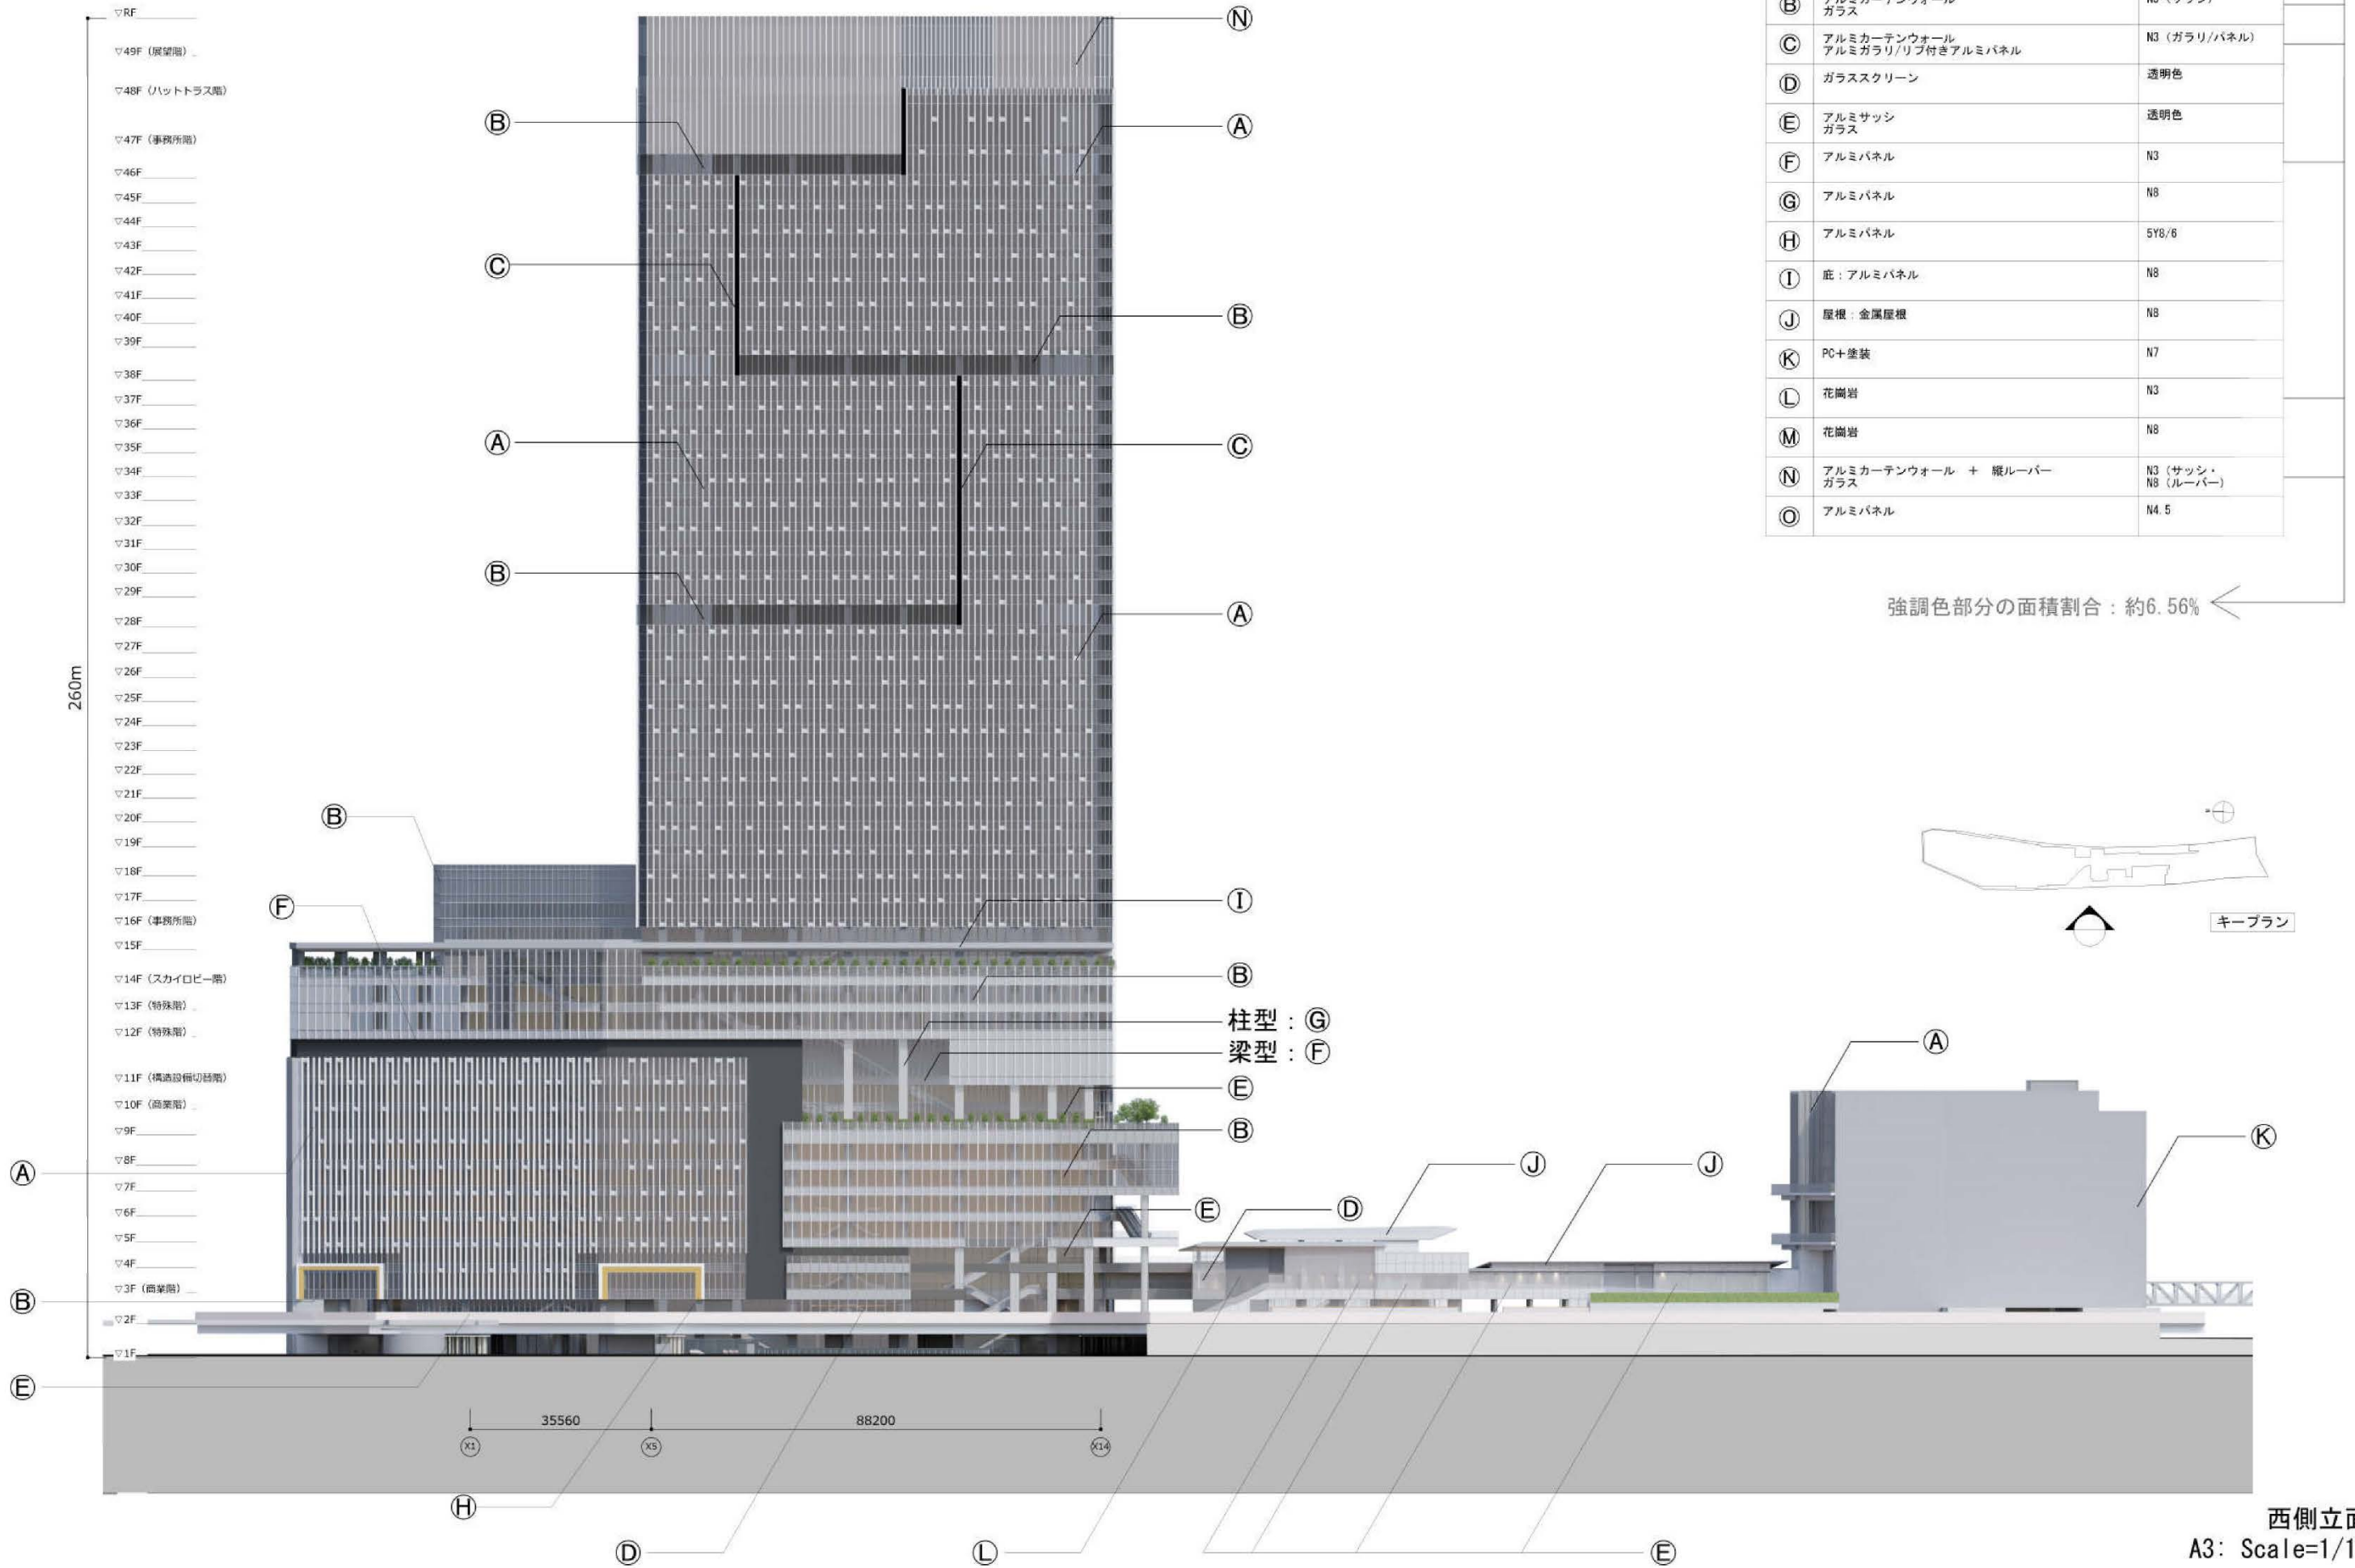 ▽RF
▽49F（展望階）
▽48F（ハットトラス階）
▽47F（事務所階）
▽46F
▽45F
▽44F
▽43F
▽42F
▽41F
▽40F
▽39F
▽38F
▽37F
▽36F
▽35F
▽34F
▽33F
▽32F
▽31F
▽30F
▽29F
▽28F
▽27F
▽26F
▽25F
▽24F
▽23F
▽22F
▽21F
▽20F
▽19F
▽18F
▽17F
▽16F（事務所階）
▽15F
▽14F（スカイロビー階）
▽13F（特殊階）
▽12F（特殊階）
▽11F（構造設備切替階）
▽10F（商業階）
▽9F
▽8F
▽7F
▽6F
▽5F
▽4F
▽3F（商業階）
▽2F
▽1F
260m
Ⓝ
Ⓑ
Ⓐ
Ⓒ
Ⓑ
Ⓐ
Ⓒ
Ⓑ
Ⓐ
Ⓑ
Ⓕ
Ⓘ
Ⓑ
柱型：Ⓖ
梁型：Ⓕ
Ⓔ
Ⓑ
Ⓐ
Ⓐ
Ⓚ
Ⓙ
Ⓙ
Ⓔ
Ⓓ
Ⓑ
Ⓔ
35560
88200
X1
X5
X14
Ⓗ
Ⓓ
Ⓛ
Ⓔ
Ⓑ
ガラス
Ⓒ アルミカーテンウォール N3（ガラリ/パネル）
アルミガラリ/リブ付きアルミパネル
Ⓓ ガラススクリーン 透明色
Ⓔ アルミサッシ 透明色
ガラス
Ⓕ アルミパネル N3
Ⓖ アルミパネル N8
Ⓗ アルミパネル 5Y8/6
Ⓘ 庇：アルミパネル N8
Ⓙ 屋根：金属屋根 N8
Ⓚ PC＋塗装 N7
Ⓛ 花崗岩 N3
Ⓜ 花崗岩 N8
Ⓝ アルミカーテンウォール ＋ 縦ルーバー N3（サッシ・
ガラス N8（ルーバー）
Ⓞ アルミパネル N4.5
強調色部分の面積割合：約6.56%
キープラン
西側立面
A3: Scale=1/1